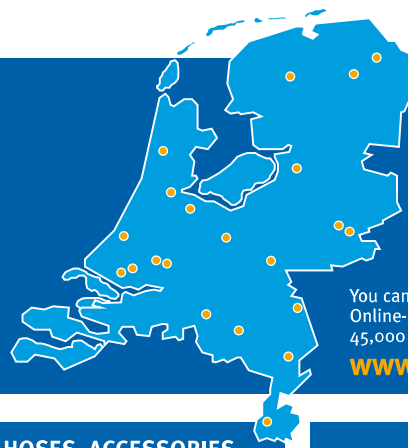 You can
Online-
45,000
www
HOSES, ACCESSORIES